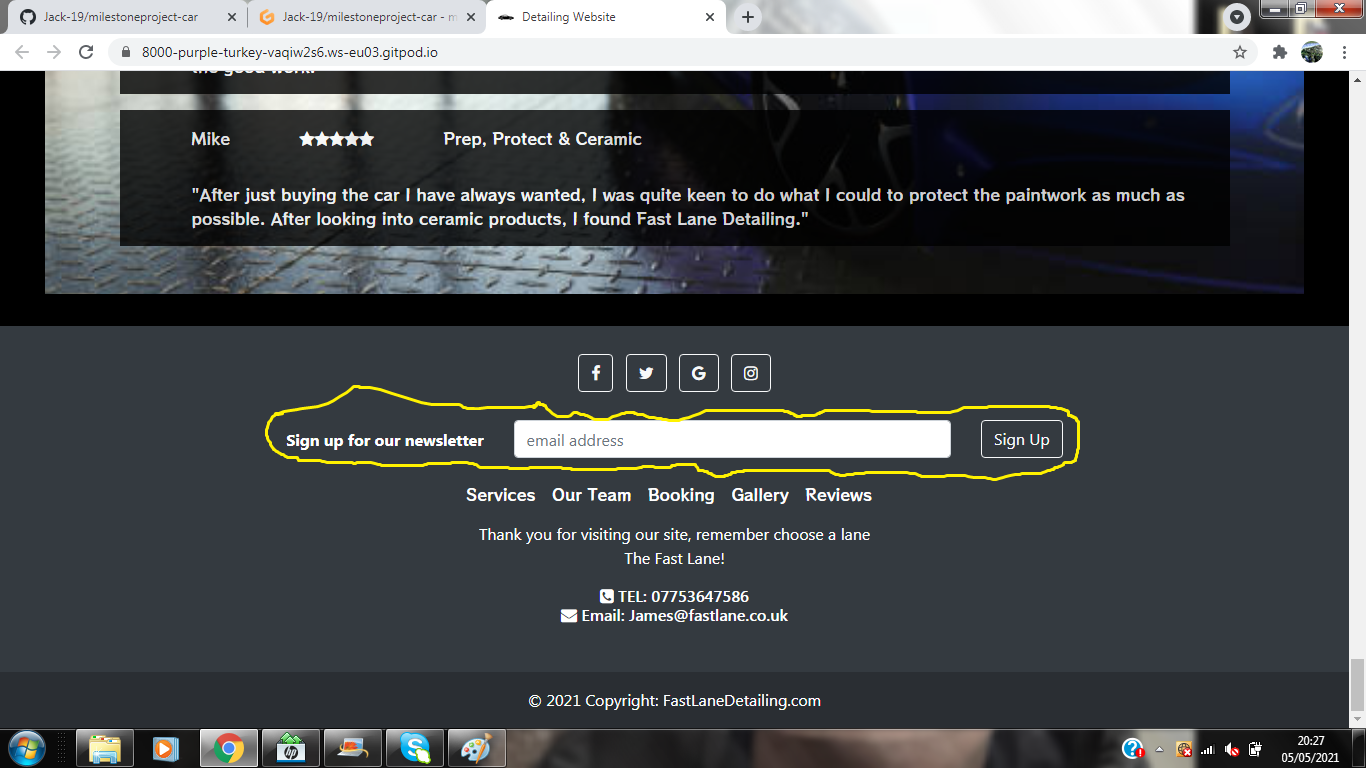 Jack-19/milestoneproject-car
Jack-19/milestoneproject-car - m
Detailing Website
8000-purple-turkey-vaqiw2s6.ws-eu03.gitpod.io
the good work."
Mike ★★★★★ Prep, Protect & Ceramic
"After just buying the car I have always wanted, I was quite keen to do what I could to protect the paintwork as much as
possible. After looking into ceramic products, I found Fast Lane Detailing."
Sign up for our newsletter email address Sign Up
Services Our Team Booking Gallery Reviews
Thank you for visiting our site, remember choose a lane
The Fast Lane!
TEL: 07753647586
Email: James@fastlane.co.uk
© 2021 Copyright: FastLaneDetailing.com
20:27
05/05/2021